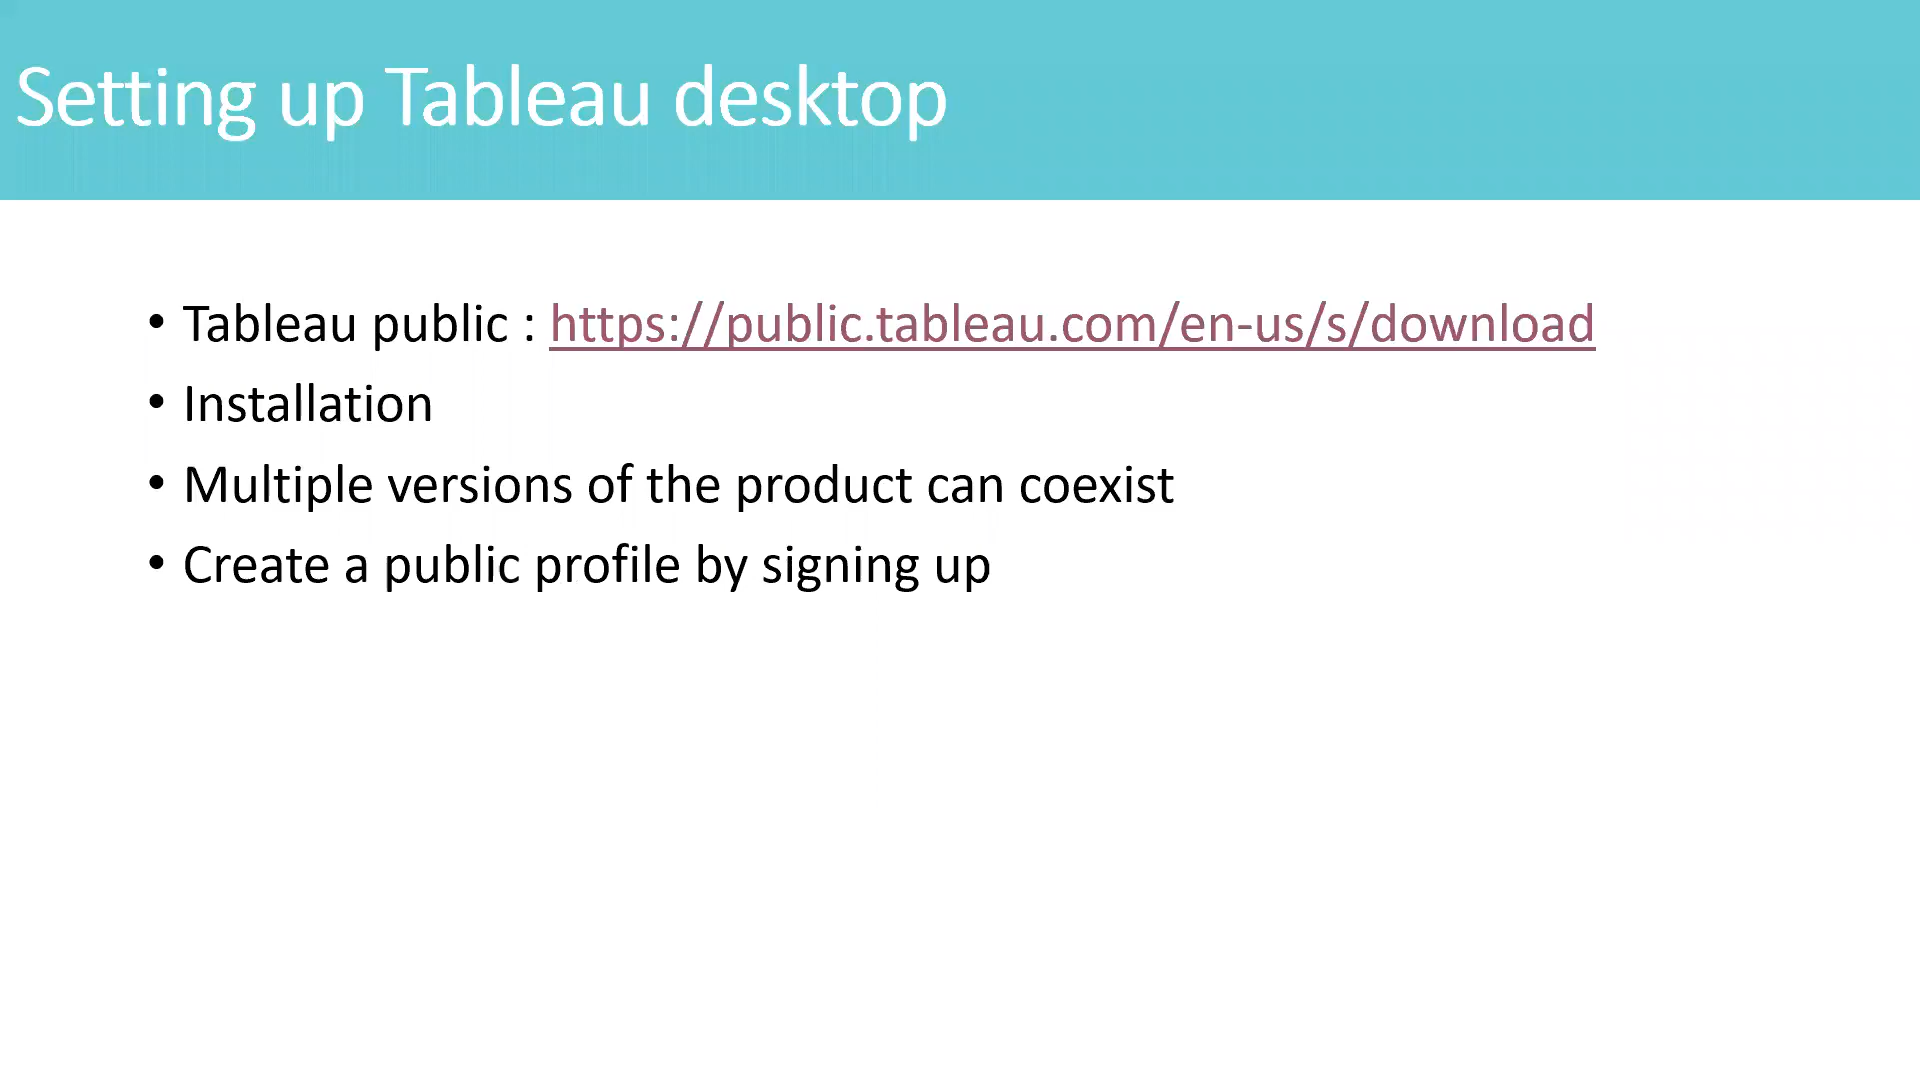 Setting up Tableau desktop
• Tableau public : https://public.tableau.com/en-us/s/download
• Installation
• Multiple versions of the product can coexist
• Create a public profile by signing up